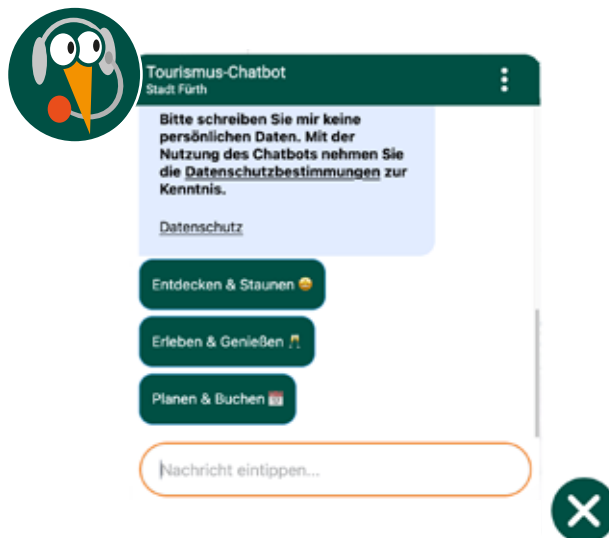 Tourismus-Chatbot
Stadt Fürth
Bitte schreiben Sie mir keine
persönlichen Daten. Mit der
Nutzung des Chatbots nehmen Sie
die Datenschutzbestimmungen zur
Kenntnis.
Datenschutz
Entdecken & Staunen 🤩
Erleben & Genießen 🥂
Planen & Buchen 📅
Nachricht eintippen...